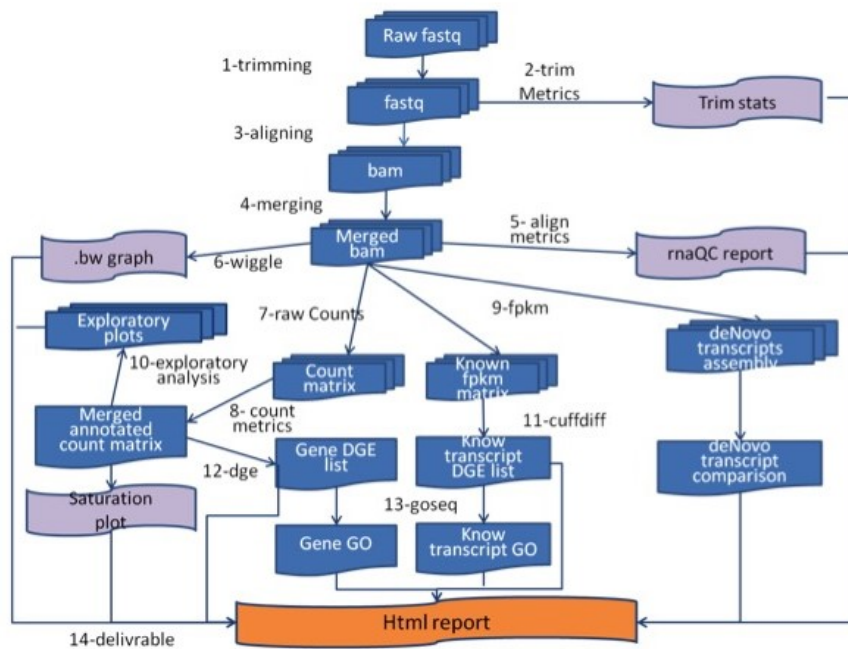 Raw fastq
1-trimming
2-trim
Metrics
fastq
Trim stats
3-aligning
bam
4-merging
5- align
metrics
Merged
bam
.bw graph
6-wiggle
rnaQC report
7-raw Counts
9-fpkm
Exploratory
plots
deNovo
transcripts
assembly
10-exploratory
analysis
Count
matrix
Known
fpkm
matrix
8- count
metrics
11-cuffdiff
Merged
annotated
count matrix
12-dge
Gene DGE
list
Know
transcript
DGE list
deNovo
transcript
comparison
Saturation
plot
13-goseq
Gene GO
Know
transcript GO
Html report
14-delivrable